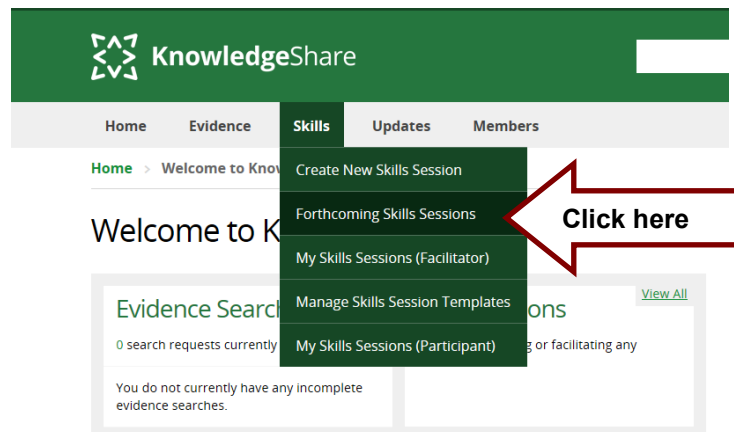 KnowledgeShare
Home Evidence Skills Updates Members
Home > Welcome to Know
Create New Skills Session
Forthcoming Skills Sessions
Click here
Welcome to K
My Skills Sessions (Facilitator)
Manage Skills Session Templates
My Skills Sessions (Participant)
View All
Evidence Searc
ons
0 search requests currently
g or facilitating any
You do not currently have any incomplete
evidence searches.